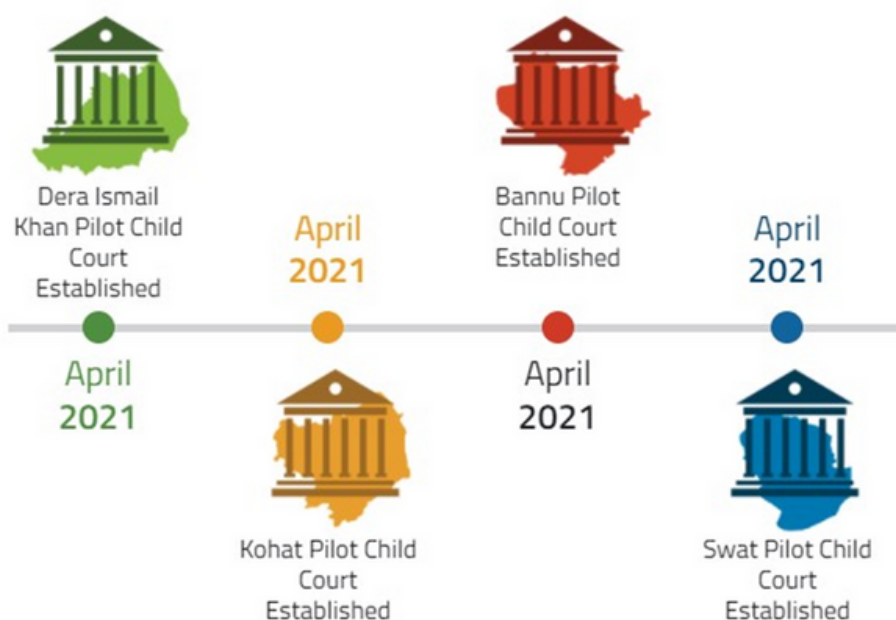 Dera Ismail
Khan Pilot Child
Court
Established
April
2021
April
2021
Kohat Pilot Child
Court
Established
Bannu Pilot
Child Court
Established
April
2021
April
2021
Swat Pilot Child
Court
Established